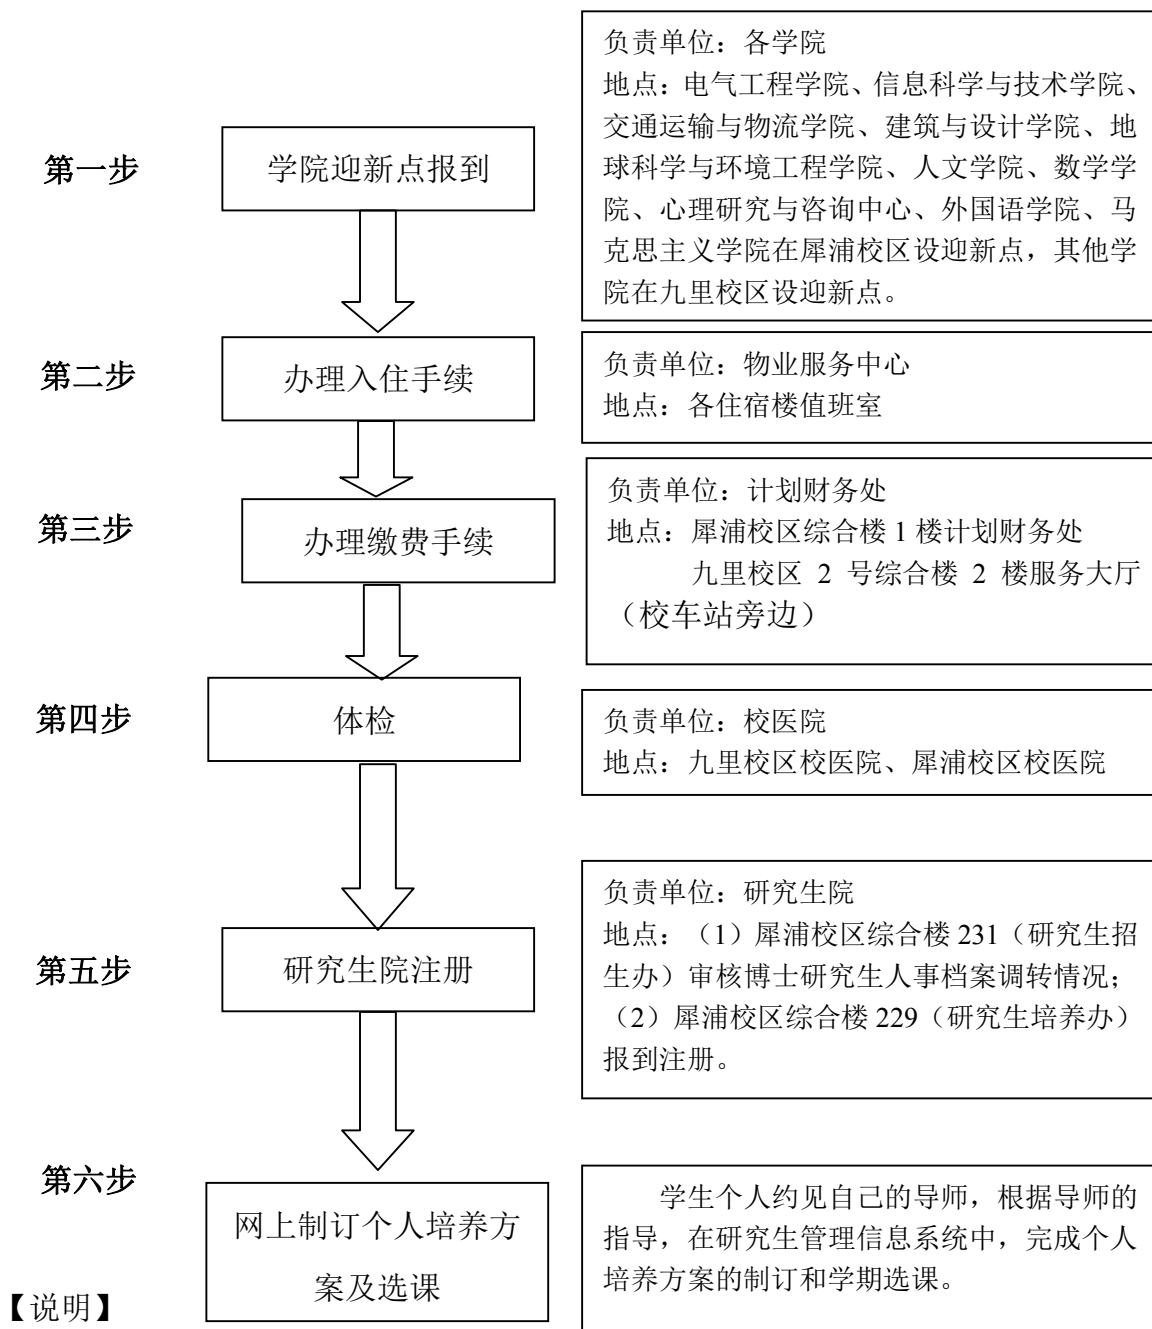 负责单位：各学院
地点：电气工程学院、信息科学与技术学院、
交通运输与物流学院、建筑与设计学院、地
球科学与环境工程学院、人文学院、数学学
院、心理研究与咨询中心、外国语学院、马
克思主义学院在犀浦校区设迎新点，其他学
院在九里校区设迎新点。
第一步
学院迎新点报到
第二步
办理入住手续
负责单位：物业服务中心
地点：各住宿楼值班室
第三步
办理缴费手续
负责单位：计划财务处
地点：犀浦校区综合楼 1 楼计划财务处
九里校区 2 号综合楼 2 楼服务大厅
（校车站旁边）
第四步
体检
负责单位：校医院
地点：九里校区校医院、犀浦校区校医院
第五步
研究生院注册
负责单位：研究生院
地点：（1）犀浦校区综合楼 231（研究生招
生办）审核博士研究生人事档案调转情况；
（2）犀浦校区综合楼 229（研究生培养办）
报到注册。
第六步
网上制订个人培养方
案及选课
学生个人约见自己的导师，根据导师的
指导，在研究生管理信息系统中，完成个人
培养方案的制订和学期选课。
【说明】